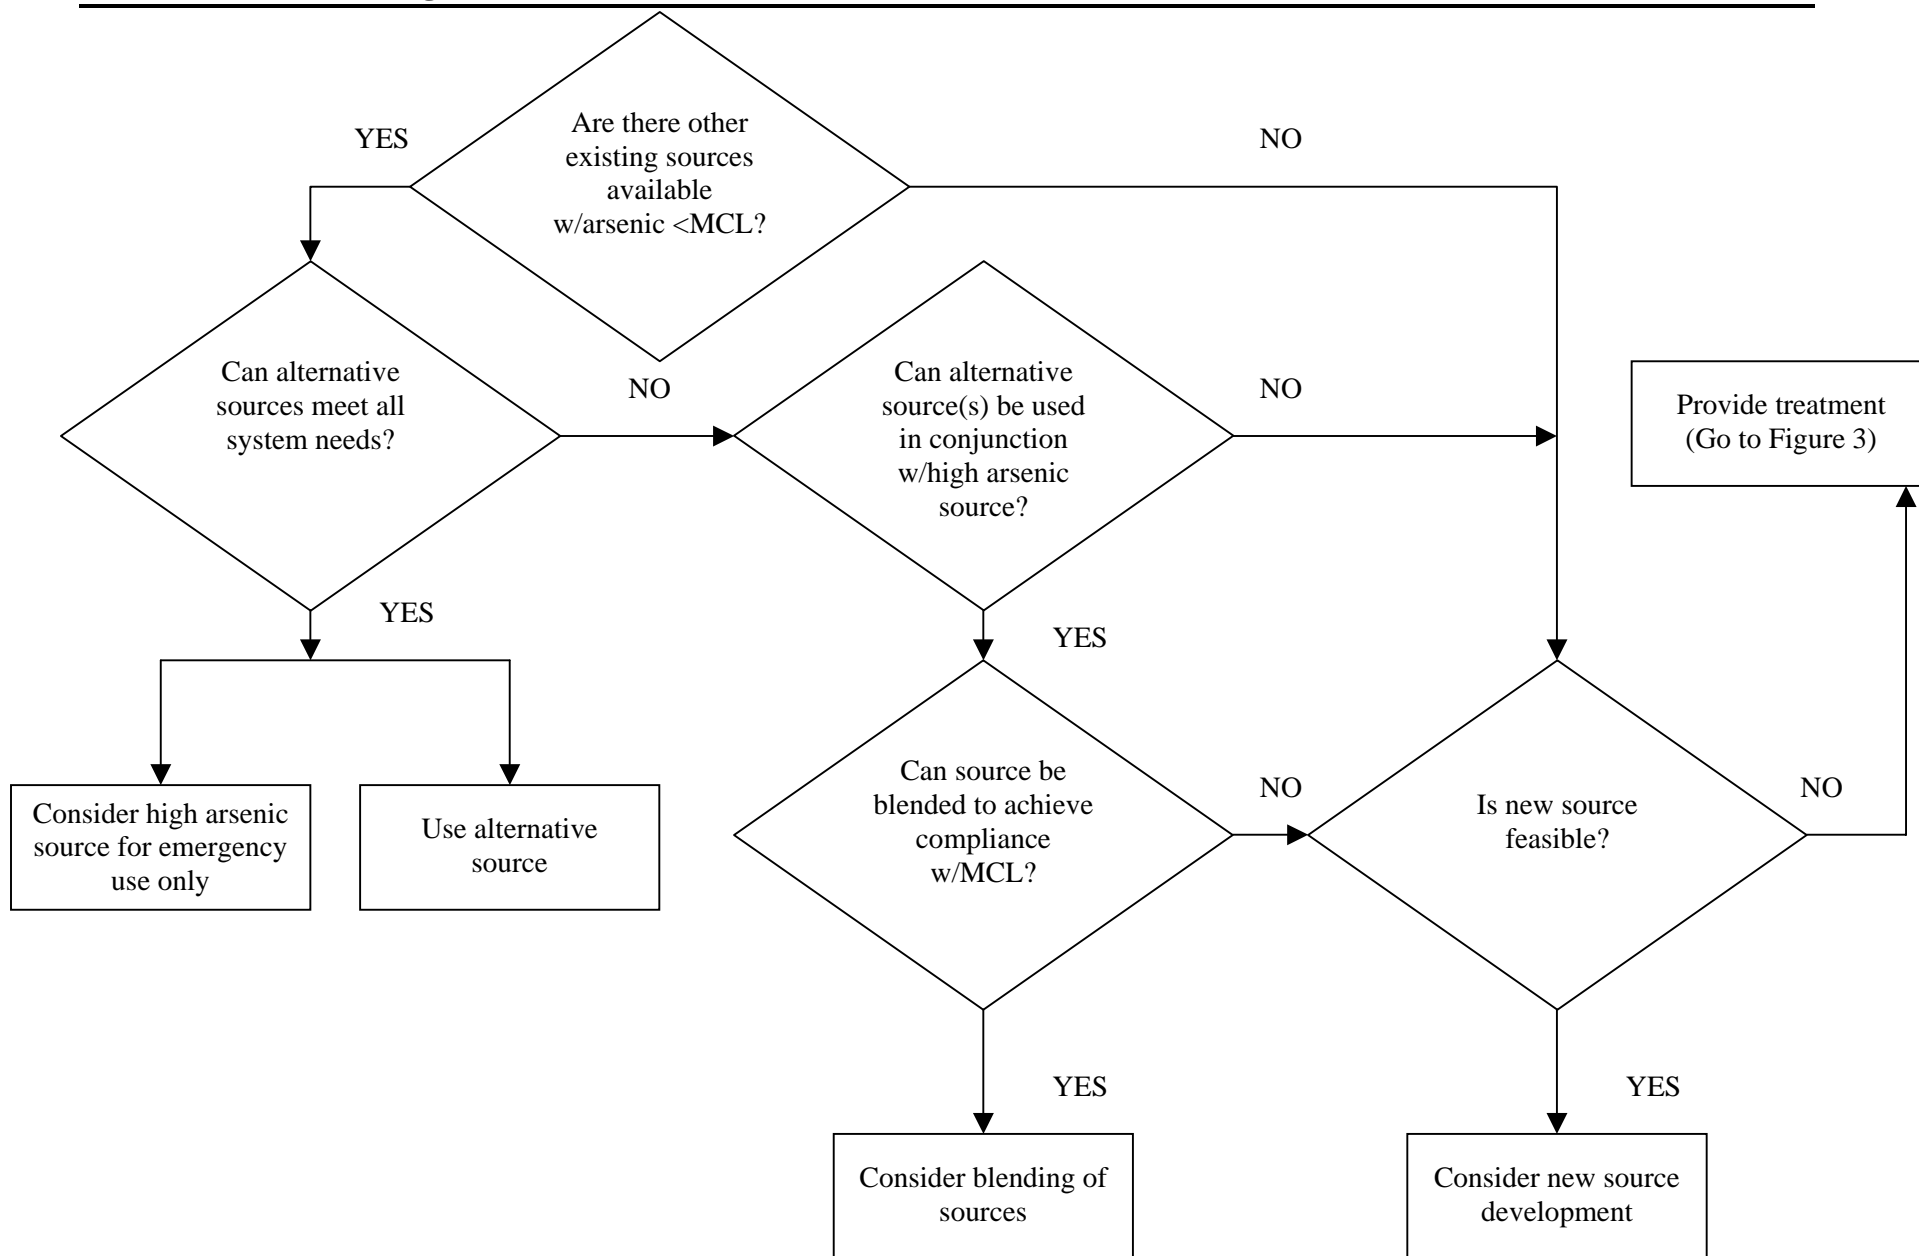 YES
Are there other
existing sources
available
w/arsenic <MCL?
NO
Can alternative
sources meet all
system needs?
NO
Can alternative
source(s) be used
in conjunction
w/high arsenic
source?
NO
Provide treatment
(Go to Figure 3)
YES
YES
Consider high arsenic
source for emergency
use only
Use alternative
source
Can source be
blended to achieve
compliance
w/MCL?
NO
Is new source
feasible?
NO
YES
YES
Consider blending of
sources
Consider new source
development